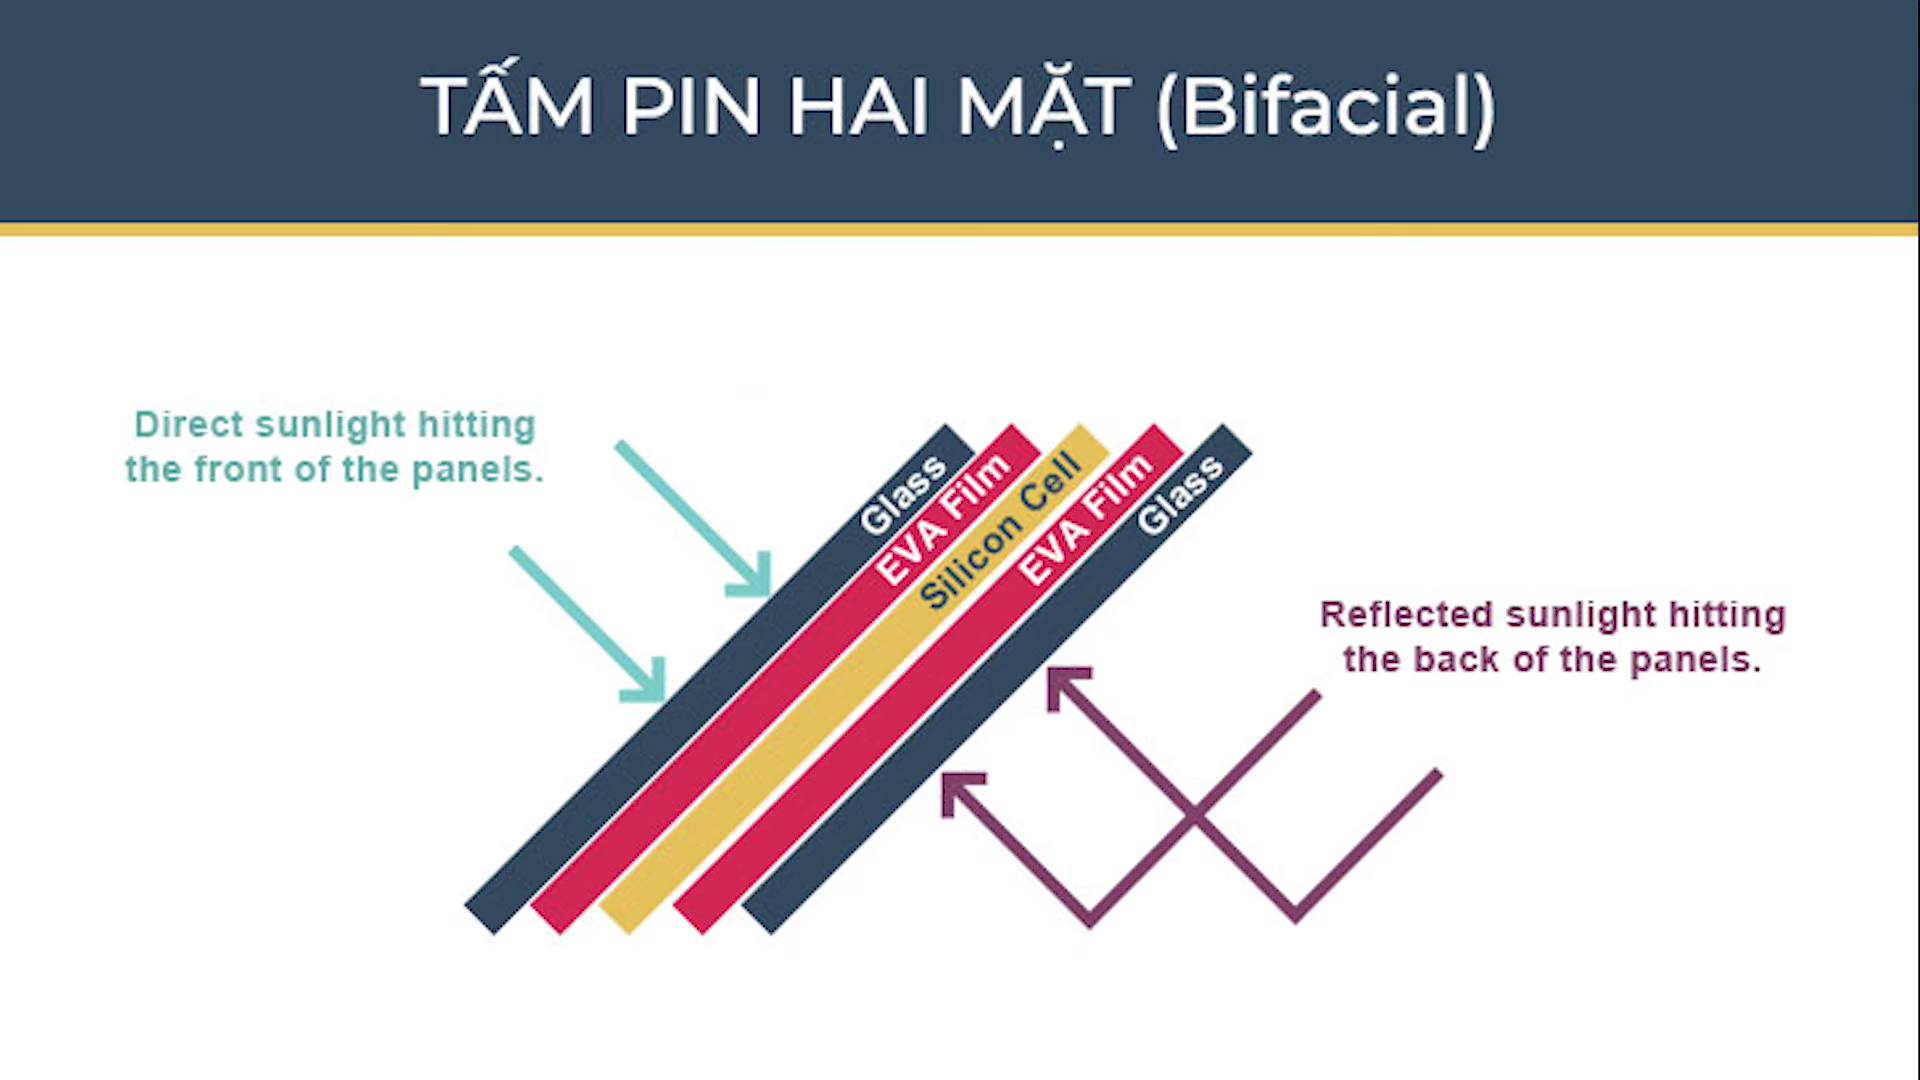 TẤM PIN HAI MẶT (Bifacial)
Direct sunlight hitting
the front of the panels.
Glass
EVA Film
Silicon Cell
EVA Film
Glass
Reflected sunlight hitting
the back of the panels.